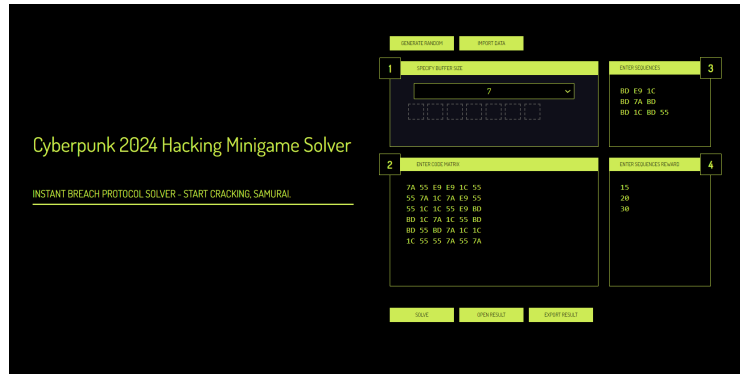 GENERATE RANDOM IMPORT DATA
1 SPECIFY BUFFER SIZE
7
ENTER SEQUENCES 3
BD E9 1C
BD 7A BD
BD 1C BD 55
Cyberpunk 2024 Hacking Minigame Solver
INSTANT BREACH PROTOCOL SOLVER - START CRACKING, SAMURAI.
2 ENTER CODE MATRIX
7A 55 E9 E9 1C 55
55 7A 1C 7A E9 55
55 1C 1C 55 E9 BD
BD 1C 7A 1C 55 BD
BD 55 BD 7A 1C 1C
1C 55 55 7A 55 7A
ENTER SEQUENCES REWARD 4
15
20
30
SOLVE OPEN RESULT EXPORT RESULT